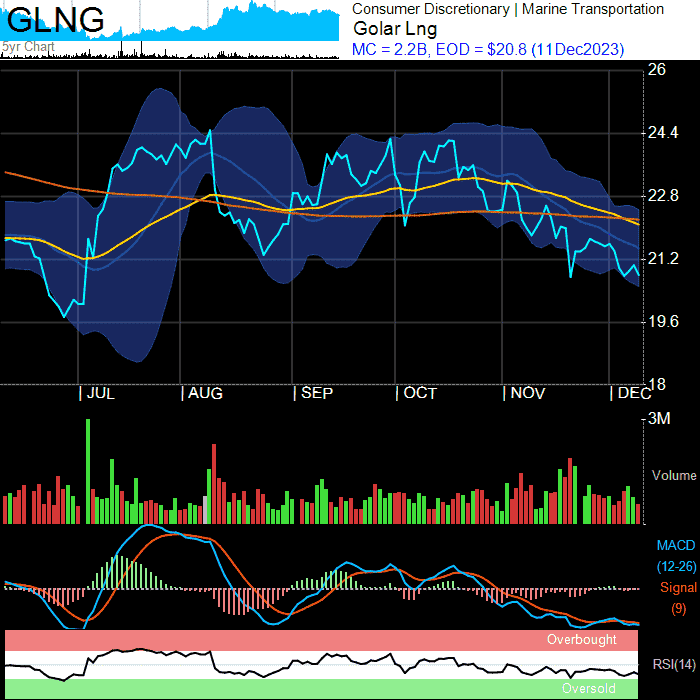 GLNG
5yr Chart
Consumer Discretionary | Marine Transportation
Golar Lng
MC = 2.2B, EOD = $20.8 (11Dec2023)
26
24.4
22.8
21.2
19.6
18
JUL AUG SEP OCT NOV DEC
3M
Volume
MACD
(12-26)
Signal
(9)
Overbought
RSI(14)
Oversold